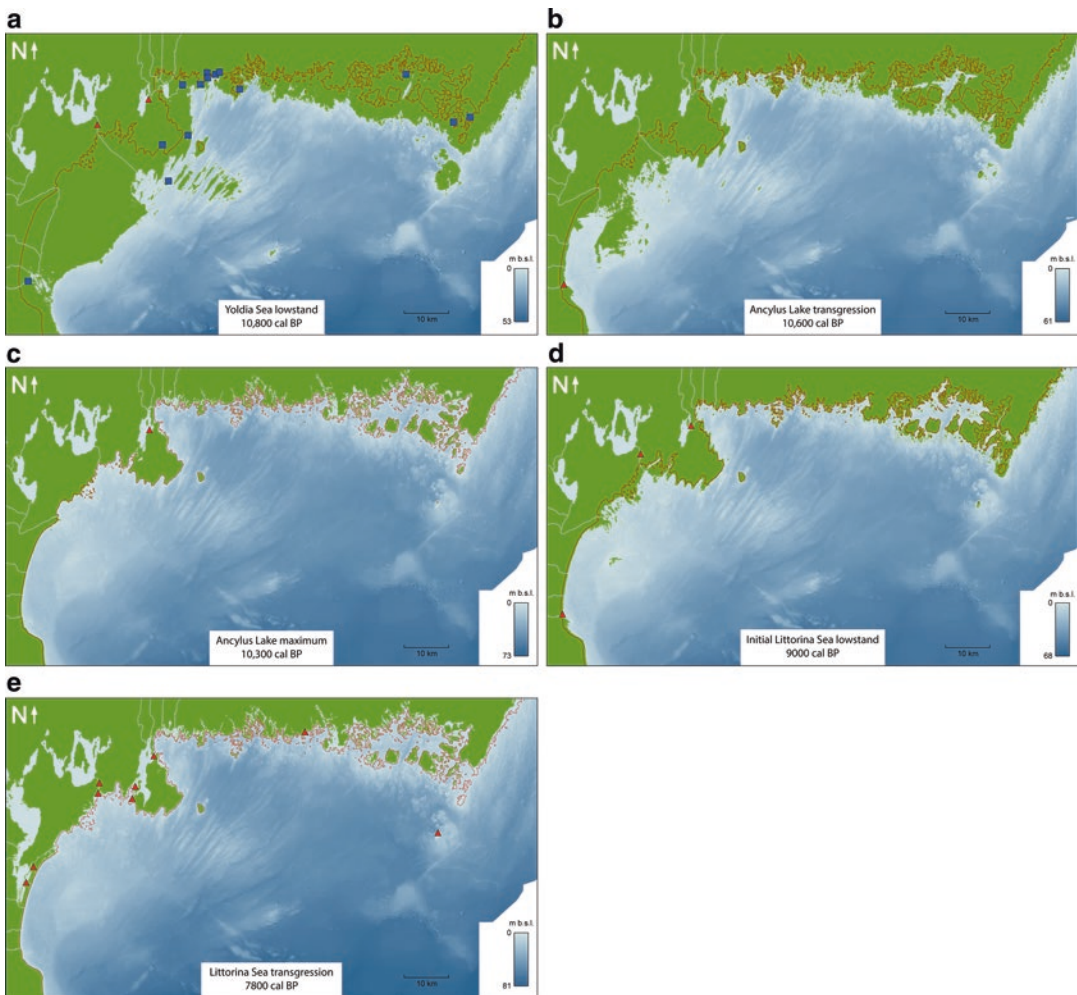 a
N
m b.s.l.
0
53
Yoldia Sea lowstand
10,800 cal BP
10 km
b
N
m b.s.l.
0
61
Ancylus Lake transgression
10,600 cal BP
10 km
c
N
m b.s.l.
0
73
Ancylus Lake maximum
10,300 cal BP
10 km
d
N
m b.s.l.
0
68
Initial Littorina Sea lowstand
9000 cal BP
10 km
e
N
m b.s.l.
0
81
Littorina Sea transgression
7800 cal BP
10 km